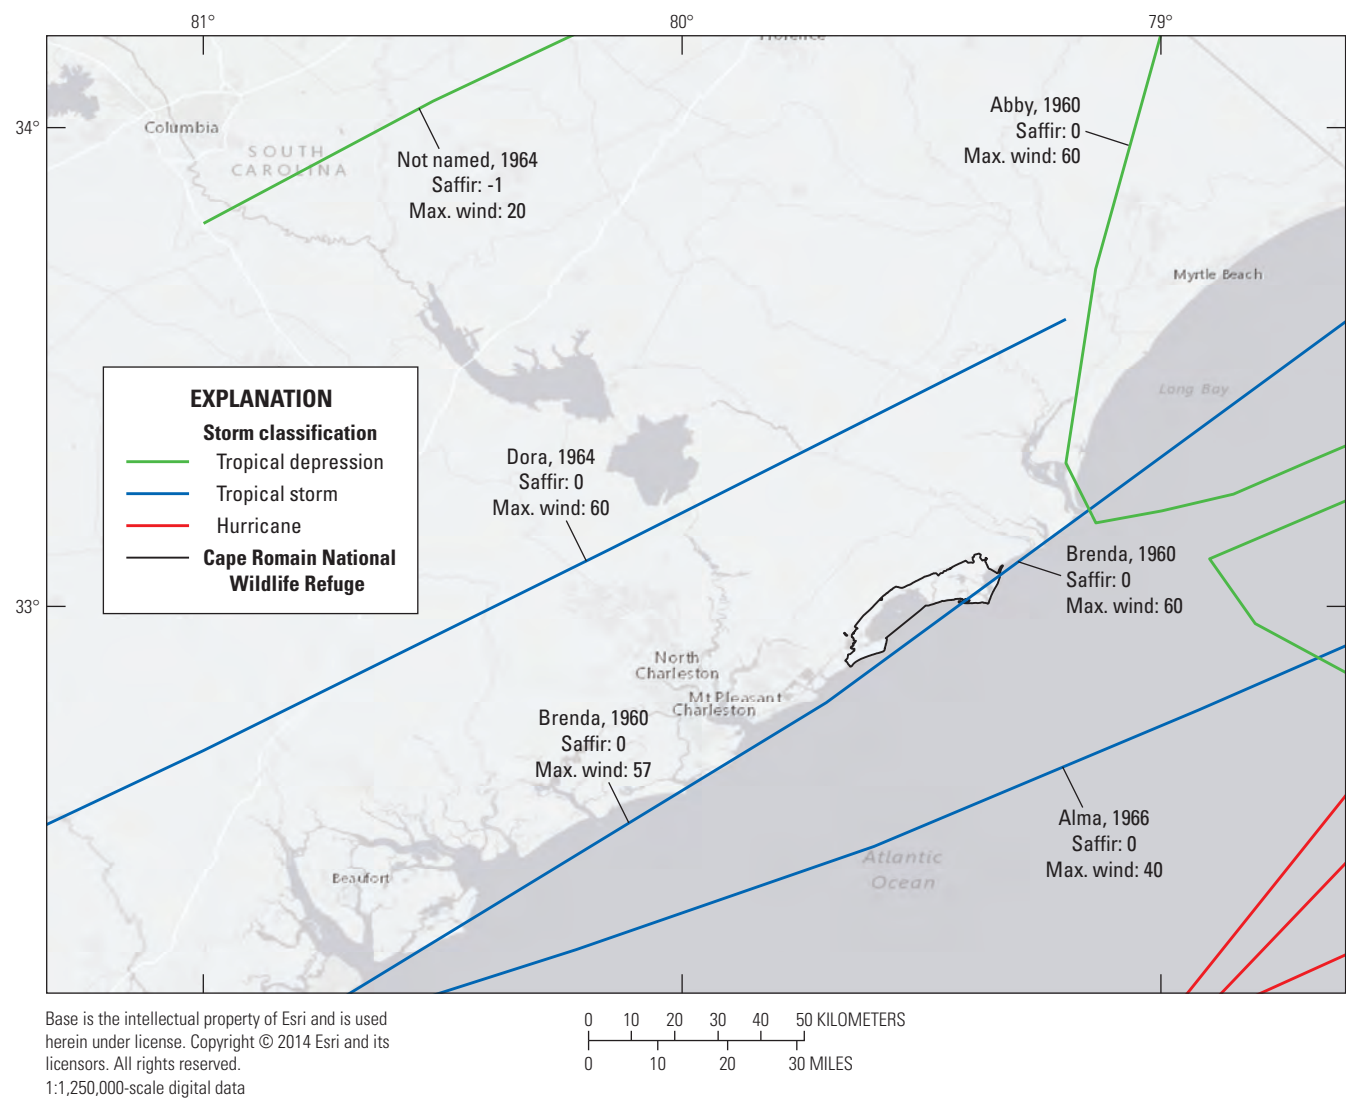 81°
80°
79°
Florence
34°
Columbia
SOUTH
CAROLINA
Not named, 1964
Saffir: -1
Max. wind: 20
Abby, 1960
Saffir: 0
Max. wind: 60
Myrtle Beach
Long Bay
EXPLANATION
Storm classification
Tropical depression
Tropical storm
Hurricane
Cape Romain National
Wildlife Refuge
Dora, 1964
Saffir: 0
Max. wind: 60
33°
Brenda, 1960
Saffir: 0
Max. wind: 60
North
Charleston
Mt Pleasant
Charleston
Brenda, 1960
Saffir: 0
Max. wind: 57
Alma, 1966
Saffir: 0
Max. wind: 40
Atlantic
Ocean
Beaufort
Base is the intellectual property of Esri and is used
herein under license. Copyright © 2014 Esri and its
licensors. All rights reserved.
1:1,250,000-scale digital data
0 10 20 30 40 50 KILOMETERS
0 10 20 30 MILES